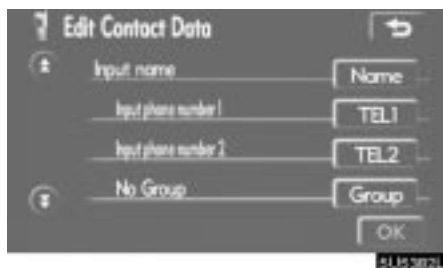 Edit Contact Data
Input name Name
Input phone number 1 TEL1
Input phone number 2 TEL2
No Group Group
OK